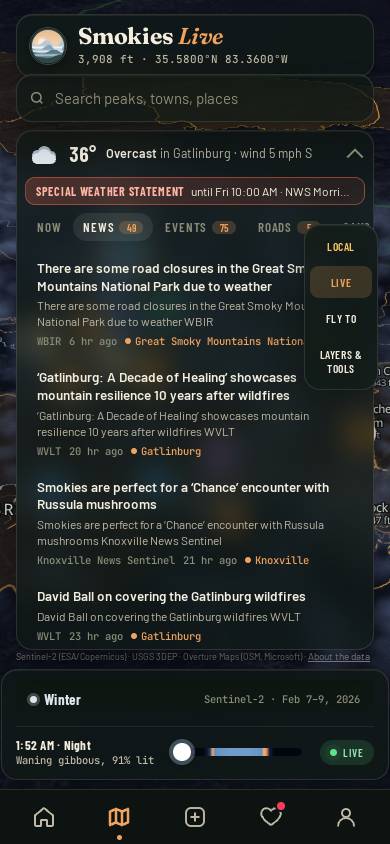 Smokies Live
3,908 ft · 35.5800°N 83.3600°W
Search peaks, towns, places
36° Overcast in Gatlinburg · wind 5 mph S
SPECIAL WEATHER STATEMENT until Fri 10:00 AM · NWS Morri...
NOW NEWS 49 EVENTS 75 ROADS
LOCAL
LIVE
FLY TO
LAYERS &
TOOLS
There are some road closures in the Great Sm
Mountains National Park due to weather
There are some road closures in the Great Smoky Mou
National Park due to weather WBIR
WBIR 6 hr ago Great Smoky Mountains Nation
‘Gatlinburg: A Decade of Healing’ showcases
mountain resilience 10 years after wildfires
‘Gatlinburg: A Decade of Healing’ showcases mountain
resilience 10 years after wildfires WVLT
WVLT 20 hr ago Gatlinburg
Smokies are perfect for a ‘Chance’ encounter with
Russula mushrooms
Smokies are perfect for a ‘Chance’ encounter with Russula
mushrooms Knoxville News Sentinel
Knoxville News Sentinel 21 hr ago Knoxville
David Ball on covering the Gatlinburg wildfires
David Ball on covering the Gatlinburg wildfires WVLT
WVLT 23 hr ago Gatlinburg
Sentinel-2 (ESA/Copernicus) · USGS 3DEP · Overture Maps (OSM, Microsoft) · About the data
Winter Sentinel-2 · Feb 7–9, 2026
1:52 AM · Night
Waning gibbous, 91% lit
LIVE